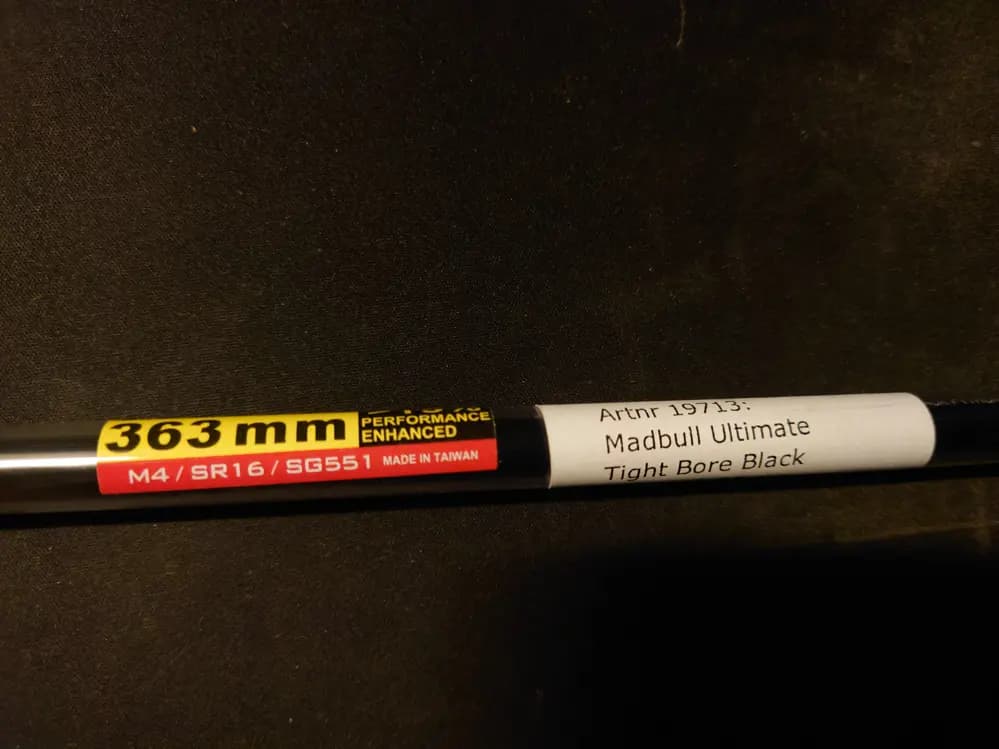 363mm
PERFORMANCE
ENHANCED
M4 / SR16 / SG551 MADE IN TAIWAN
Artnr 19713:
Madbull Ultimate
Tight Bore Black